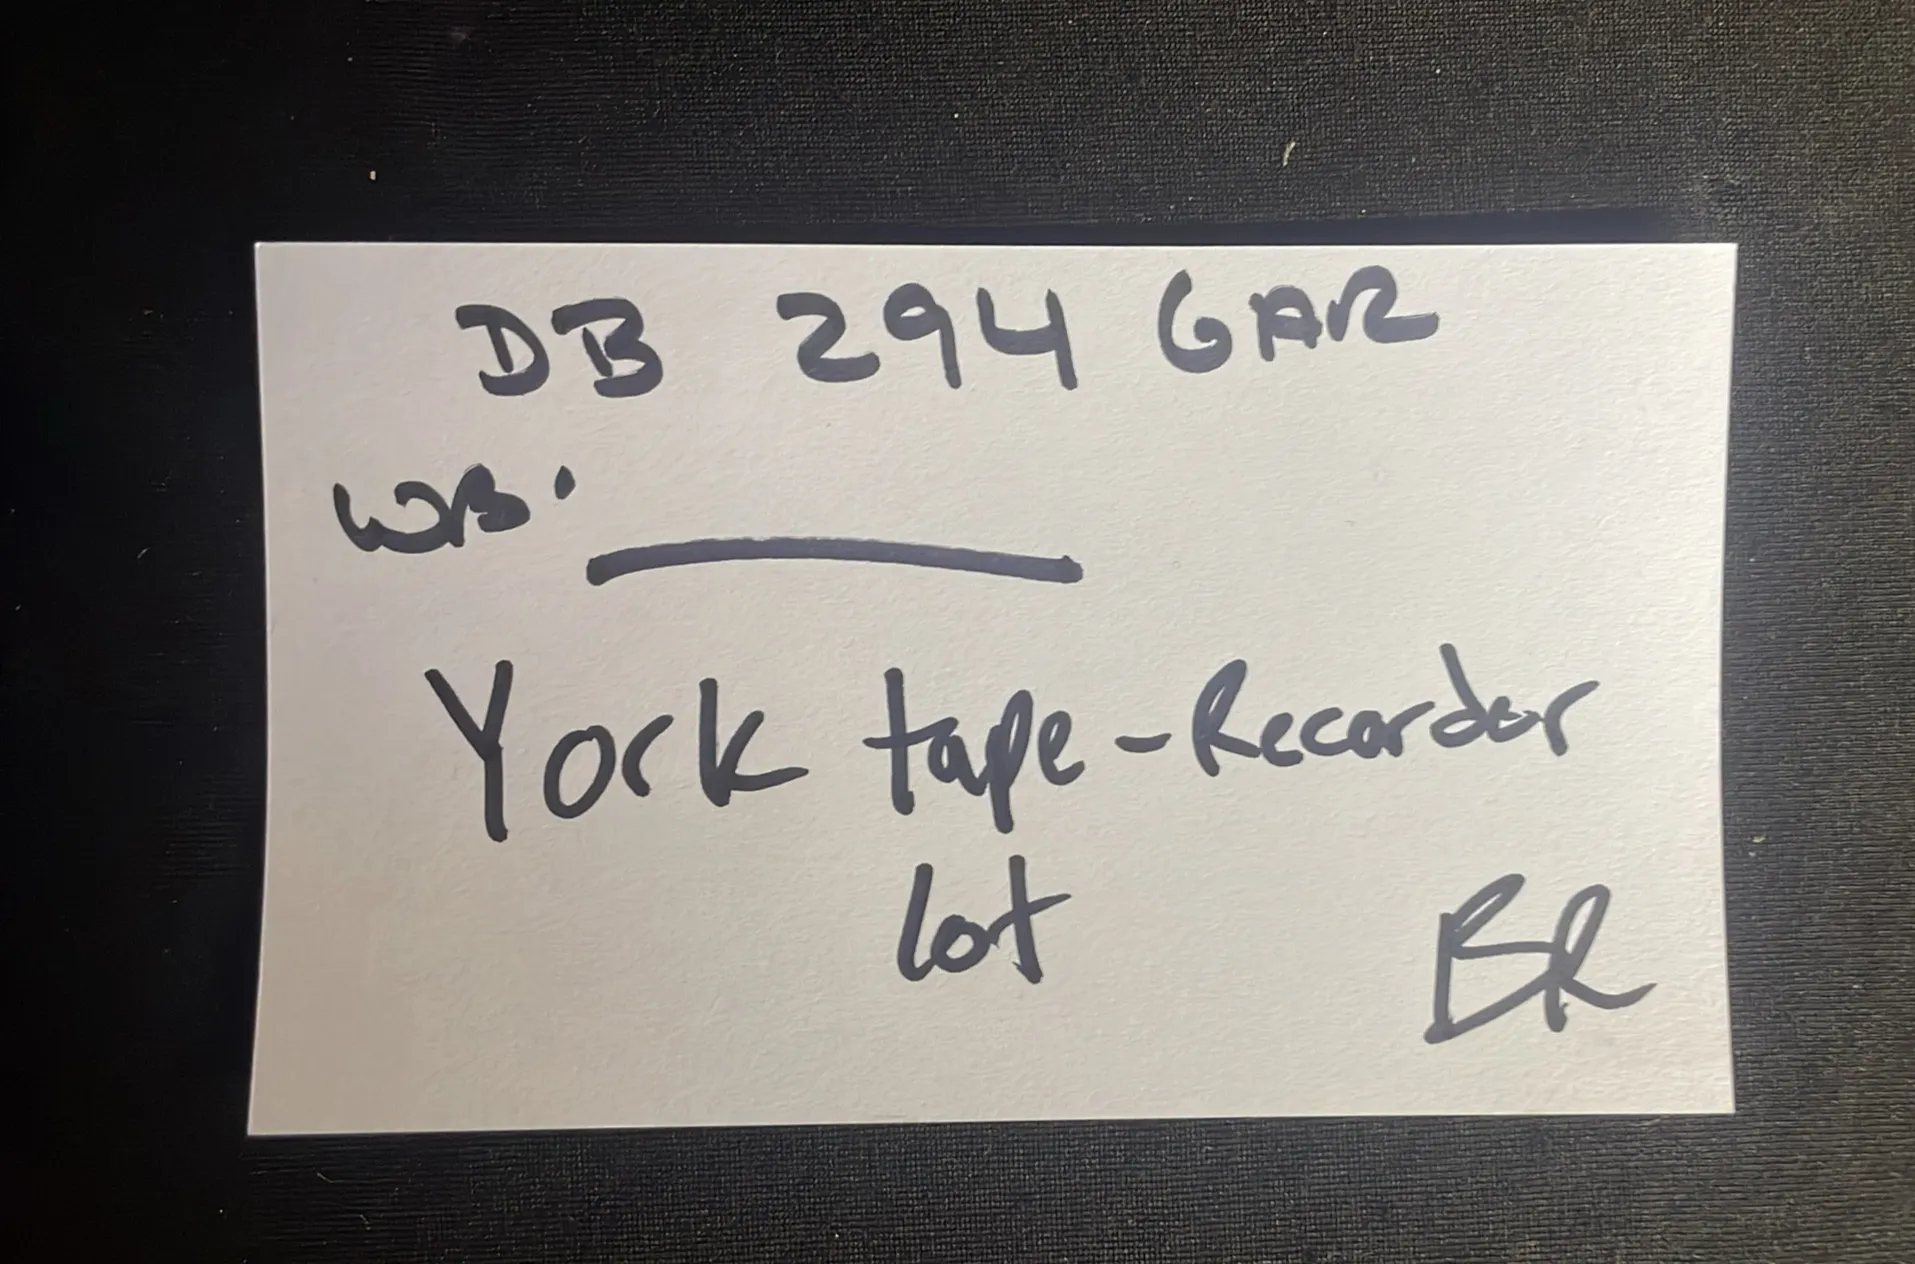 DB 294 GAR
WB.
York tape-Recorder
lot
BR